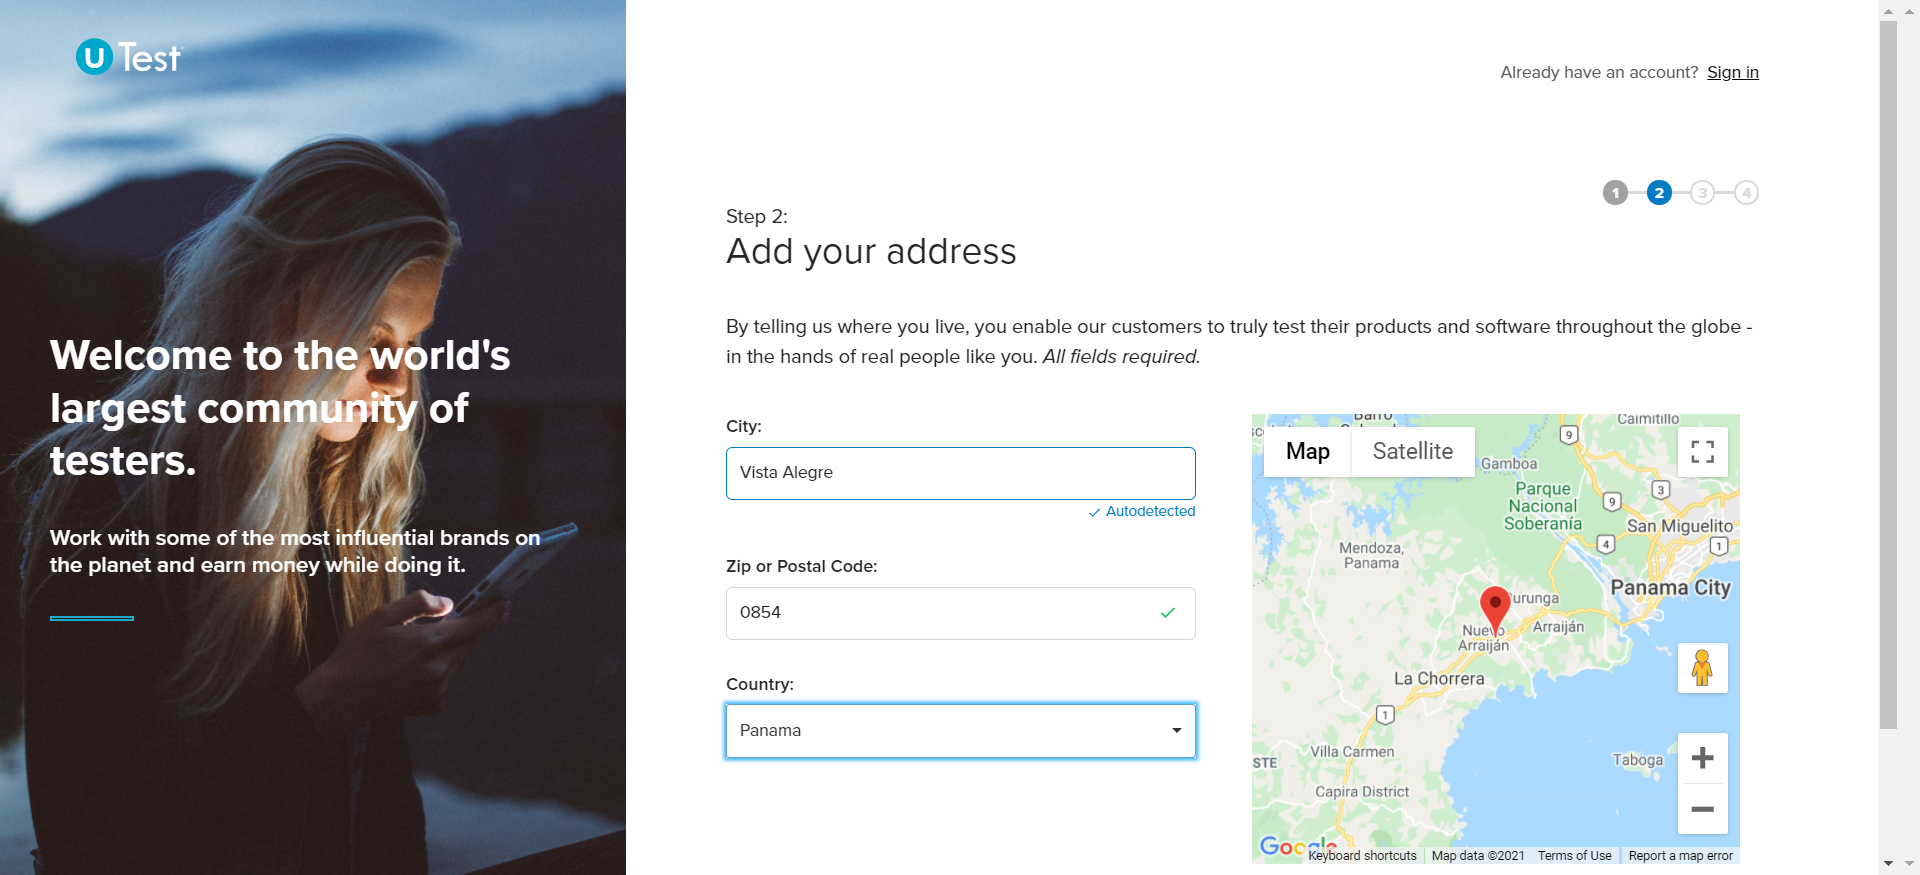 U Test
Already have an account? Sign in
1 2 3 4
Step 2:
Add your address
Welcome to the world's
largest community of
testers.
Work with some of the most influential brands on
the planet and earn money while doing it.
By telling us where you live, you enable our customers to truly test their products and software throughout the globe -
in the hands of real people like you. All fields required.
City:
Vista Alegre
Autodetected
Zip or Postal Code:
0854
Country:
Panama
Map
Satellite
Caimitillo
9
Gamboa
Parque
Nacional
Soberanía
9
3
San Miguelito
4
1
Mendoza,
Panama
Panama City
Nuevo
Arraiján
Arraiján
La Chorrera
1
Villa Carmen
Taboga
Capira District
Google
Keyboard shortcuts
Map data ©2021
Terms of Use
Report a map error